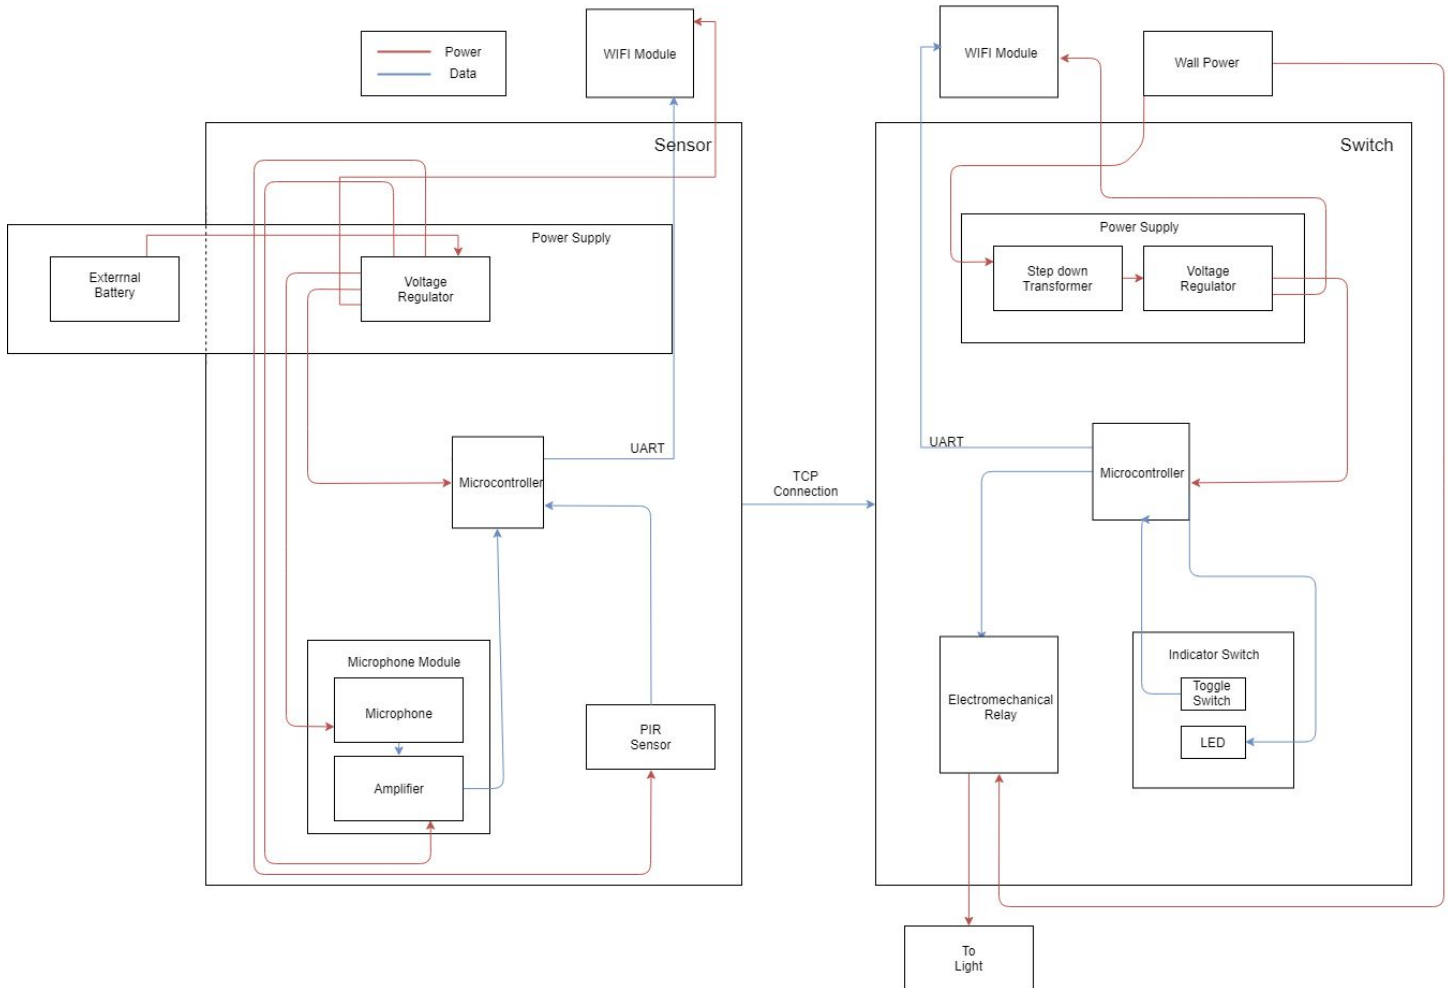 Power
Data
WIFI Module
WIFI Module
Wall Power
Sensor
Switch
Power Supply
Exterrnal
Battery
Voltage
Regulator
Power Supply
Step down
Transformer
Voltage
Regulator
UART
Microcontroller
TCP
Connection
UART
Microcontroller
Microphone Module
Microphone
Amplifier
PIR
Sensor
Electromechanical
Relay
Indicator Switch
Toggle
Switch
LED
To
Light